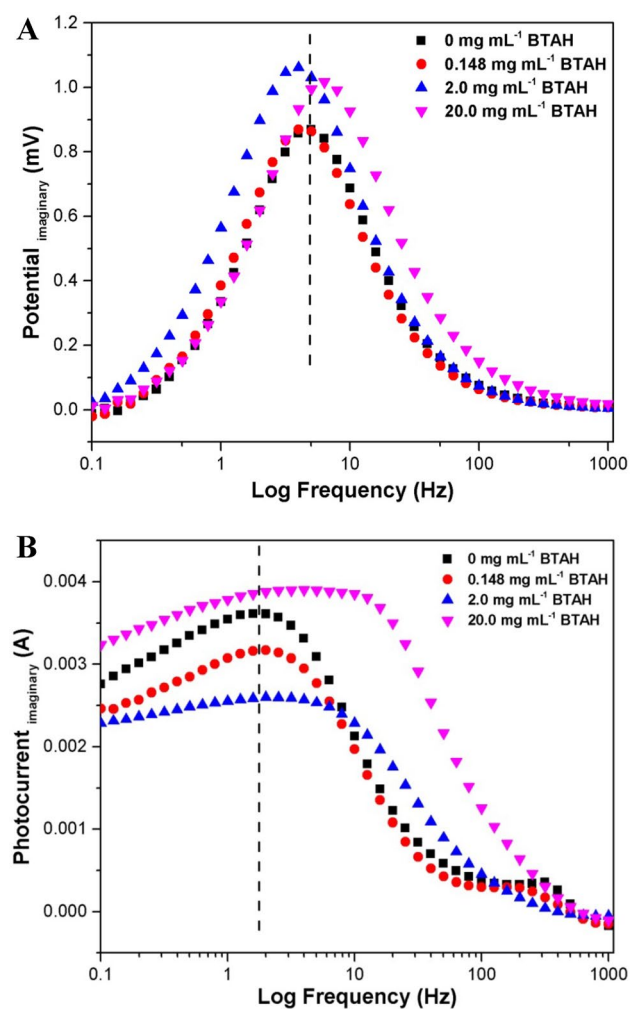 A
0 mg mL⁻¹ BTAH
0.148 mg mL⁻¹ BTAH
2.0 mg mL⁻¹ BTAH
20.0 mg mL⁻¹ BTAH
Potential imaginary (mV)
1.2
1.0
0.8
0.6
0.4
0.2
0.0
0.1 1 10 100 1000
Log Frequency (Hz)
B
0 mg mL⁻¹ BTAH
0.148 mg mL⁻¹ BTAH
2.0 mg mL⁻¹ BTAH
20.0 mg mL⁻¹ BTAH
Photocurrent imaginary (A)
0.004
0.003
0.002
0.001
0.000
0.1 1 10 100 1000
Log Frequency (Hz)